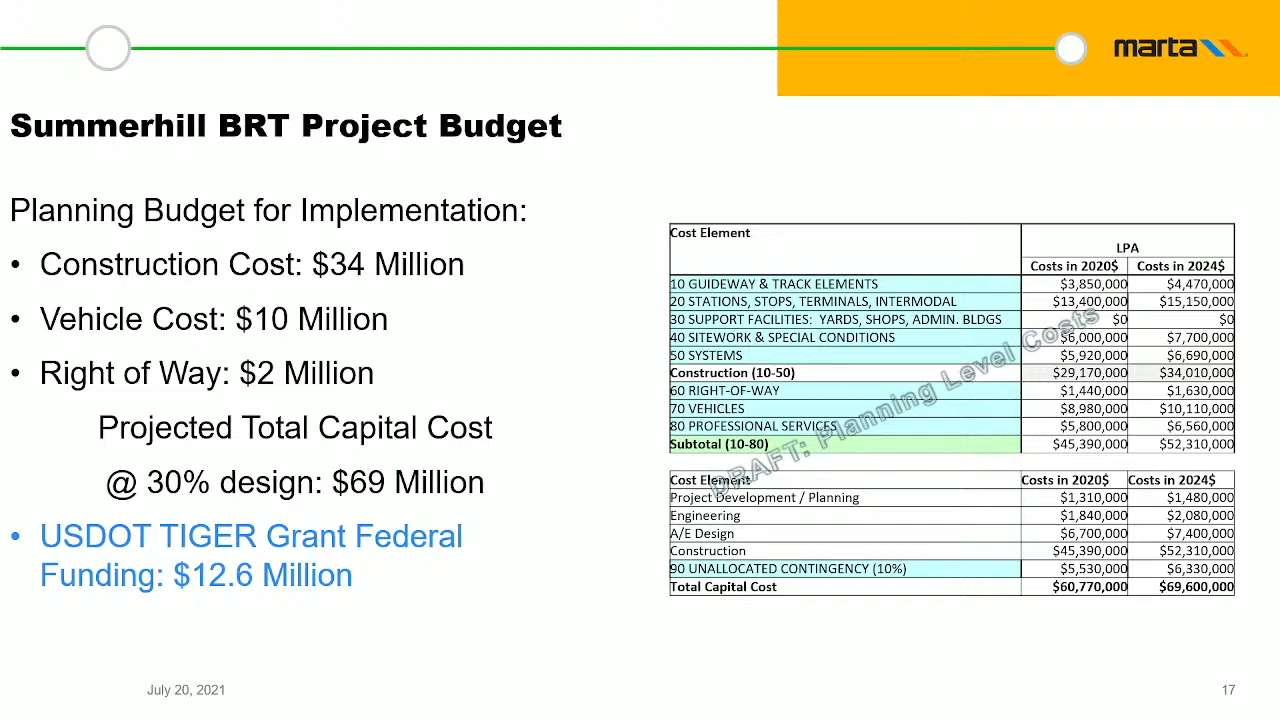 marta
Summerhill BRT Project Budget
Planning Budget for Implementation:
• Construction Cost: $34 Million
• Vehicle Cost: $10 Million
• Right of Way: $2 Million
Projected Total Capital Cost
@ 30% design: $69 Million
• USDOT TIGER Grant Federal
Funding: $12.6 Million
Cost Element
LPA
Costs in 2020$ Costs in 2024$
10 GUIDEWAY & TRACK ELEMENTS $3,850,000 $4,470,000
20 STATIONS, STOPS, TERMINALS, INTERMODAL $13,400,000 $15,150,000
30 SUPPORT FACILITIES: YARDS, SHOPS, ADMIN. BLDGS $0 $0
40 SITEWORK & SPECIAL CONDITIONS $6,000,000 $7,700,000
50 SYSTEMS $5,920,000 $6,690,000
Construction (10-50) $29,170,000 $34,010,000
60 RIGHT-OF-WAY $1,440,000 $1,630,000
70 VEHICLES $8,980,000 $10,110,000
80 PROFESSIONAL SERVICES $5,800,000 $6,560,000
Subtotal (10-80) $45,390,000 $52,310,000
DRAFT: Planning Level Costs
Cost Element Costs in 2020$ Costs in 2024$
Project Development / Planning $1,310,000 $1,480,000
Engineering $1,840,000 $2,080,000
A/E Design $6,700,000 $7,400,000
Construction $45,390,000 $52,310,000
90 UNALLOCATED CONTINGENCY (10%) $5,530,000 $6,330,000
Total Capital Cost $60,770,000 $69,600,000
July 20, 2021
17